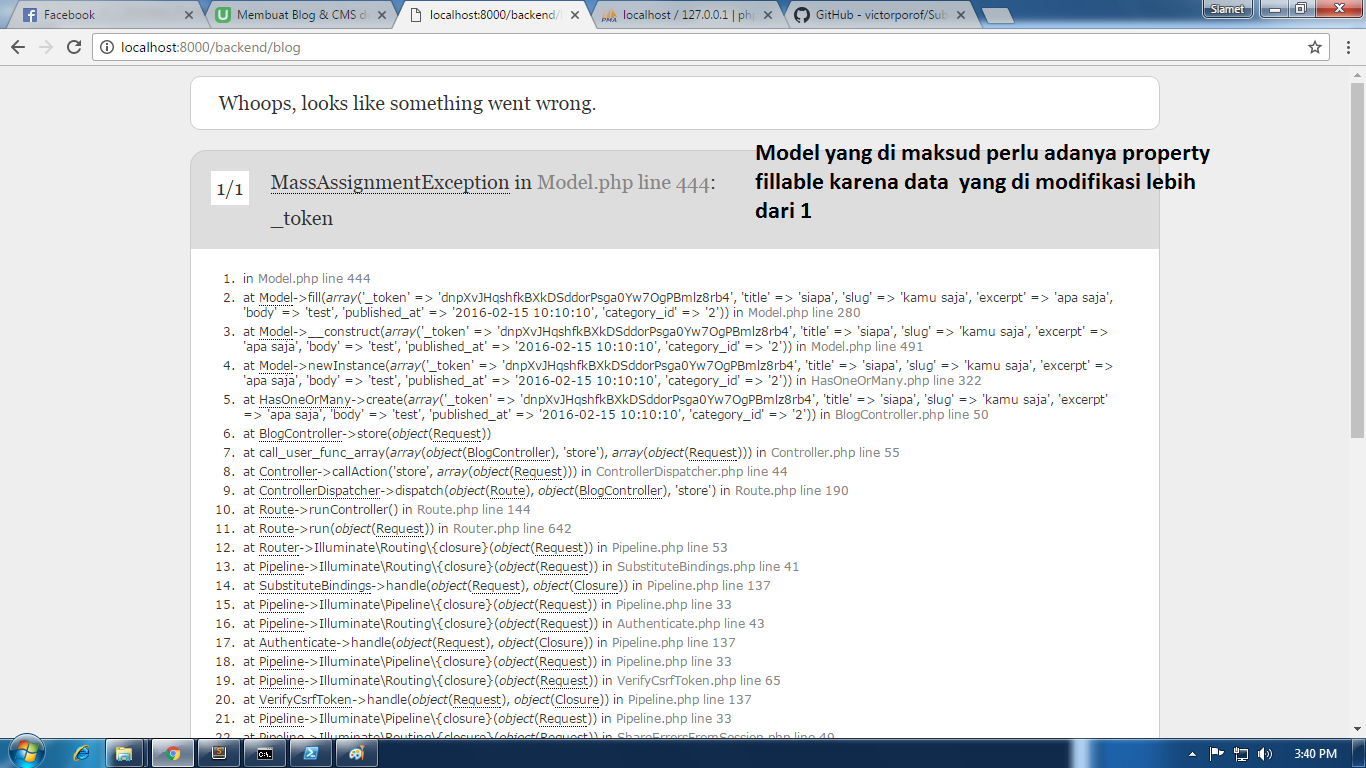 Facebook
Membuat Blog & CMS d
localhost:8000/backend/
localhost / 127.0.0.1 | ph
GitHub - victorporof/Sub
Slamet
localhost:8000/backend/blog
Whoops, looks like something went wrong.
Model yang di maksud perlu adanya property
fillable karena data yang di modifikasi lebih
dari 1
1/1
MassAssignmentException in Model.php line 444:
_token
1. in Model.php line 444
2. at Model->fill(array('_token' => 'dnpXvJHqshfkBXkDSddorPsga0Yw7OgPBmlz8rb4', 'title' => 'siapa', 'slug' => 'kamu saja', 'excerpt' => 'apa saja',
'body' => 'test', 'published_at' => '2016-02-15 10:10:10', 'category_id' => '2')) in Model.php line 280
3. at Model->__construct(array('_token' => 'dnpXvJHqshfkBXkDSddorPsga0Yw7OgPBmlz8rb4', 'title' => 'siapa', 'slug' => 'kamu saja', 'excerpt' =>
'apa saja', 'body' => 'test', 'published_at' => '2016-02-15 10:10:10', 'category_id' => '2')) in Model.php line 491
4. at Model->newInstance(array('_token' => 'dnpXvJHqshfkBXkDSddorPsga0Yw7OgPBmlz8rb4', 'title' => 'siapa', 'slug' => 'kamu saja', 'excerpt' =>
'apa saja', 'body' => 'test', 'published_at' => '2016-02-15 10:10:10', 'category_id' => '2')) in HasOneOrMany.php line 322
5. at HasOneOrMany->create(array('_token' => 'dnpXvJHqshfkBXkDSddorPsga0Yw7OgPBmlz8rb4', 'title' => 'siapa', 'slug' => 'kamu saja', 'excerpt'
=> 'apa saja', 'body' => 'test', 'published_at' => '2016-02-15 10:10:10', 'category_id' => '2')) in BlogController.php line 50
6. at BlogController->store(object(Request))
7. at call_user_func_array(array(object(BlogController), 'store'), array(object(Request))) in Controller.php line 55
8. at Controller->callAction('store', array(object(Request))) in ControllerDispatcher.php line 44
9. at ControllerDispatcher->dispatch(object(Route), object(BlogController), 'store') in Route.php line 190
10. at Route->runController() in Route.php line 144
11. at Route->run(object(Request)) in Router.php line 642
12. at Router->Illuminate\Routing\{closure}(object(Request)) in Pipeline.php line 53
13. at Pipeline->Illuminate\Routing\{closure}(object(Request)) in SubstituteBindings.php line 41
14. at SubstituteBindings->handle(object(Request), object(Closure)) in Pipeline.php line 137
15. at Pipeline->Illuminate\Pipeline\{closure}(object(Request)) in Pipeline.php line 33
16. at Pipeline->Illuminate\Routing\{closure}(object(Request)) in Authenticate.php line 43
17. at Authenticate->handle(object(Request), object(Closure)) in Pipeline.php line 137
18. at Pipeline->Illuminate\Pipeline\{closure}(object(Request)) in Pipeline.php line 33
19. at Pipeline->Illuminate\Routing\{closure}(object(Request)) in VerifyCsrfToken.php line 65
20. at VerifyCsrfToken->handle(object(Request), object(Closure)) in Pipeline.php line 137
21. at Pipeline->Illuminate\Pipeline\{closure}(object(Request)) in Pipeline.php line 33
22. at Pipeline->Illuminate\Routing\{closure}(object(Request)) in ShareErrorsFromSession.php line 49
3:40 PM